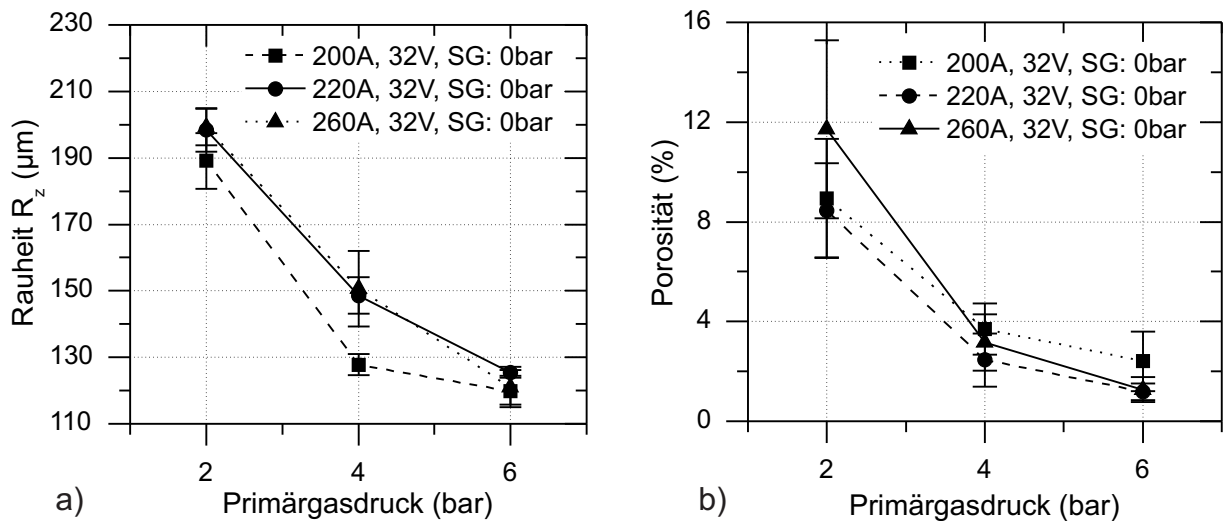 230
210
190
170
150
130
110
Rauheit Rz (µm)
200A, 32V, SG: 0bar
220A, 32V, SG: 0bar
260A, 32V, SG: 0bar
2 4 6
Primärgasdruck (bar)
a)
16
12
8
4
0
Porosität (%)
200A, 32V, SG: 0bar
220A, 32V, SG: 0bar
260A, 32V, SG: 0bar
2 4 6
Primärgasdruck (bar)
b)